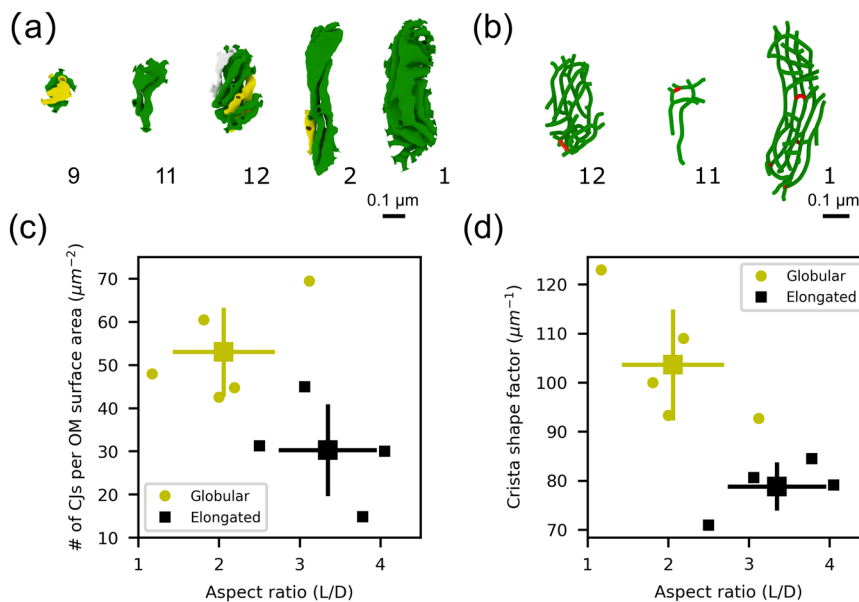 (a)
(b)
9
11
12
2
1
0.1 μm
12
11
1
0.1 μm
(c)
# of CJs per OM surface area (μm⁻²)
70
60
50
40
30
20
10
Globular
Elongated
1
2
3
4
Aspect ratio (L/D)
(d)
Crista shape factor (μm⁻¹)
120
110
100
90
80
70
Globular
Elongated
1
2
3
4
Aspect ratio (L/D)